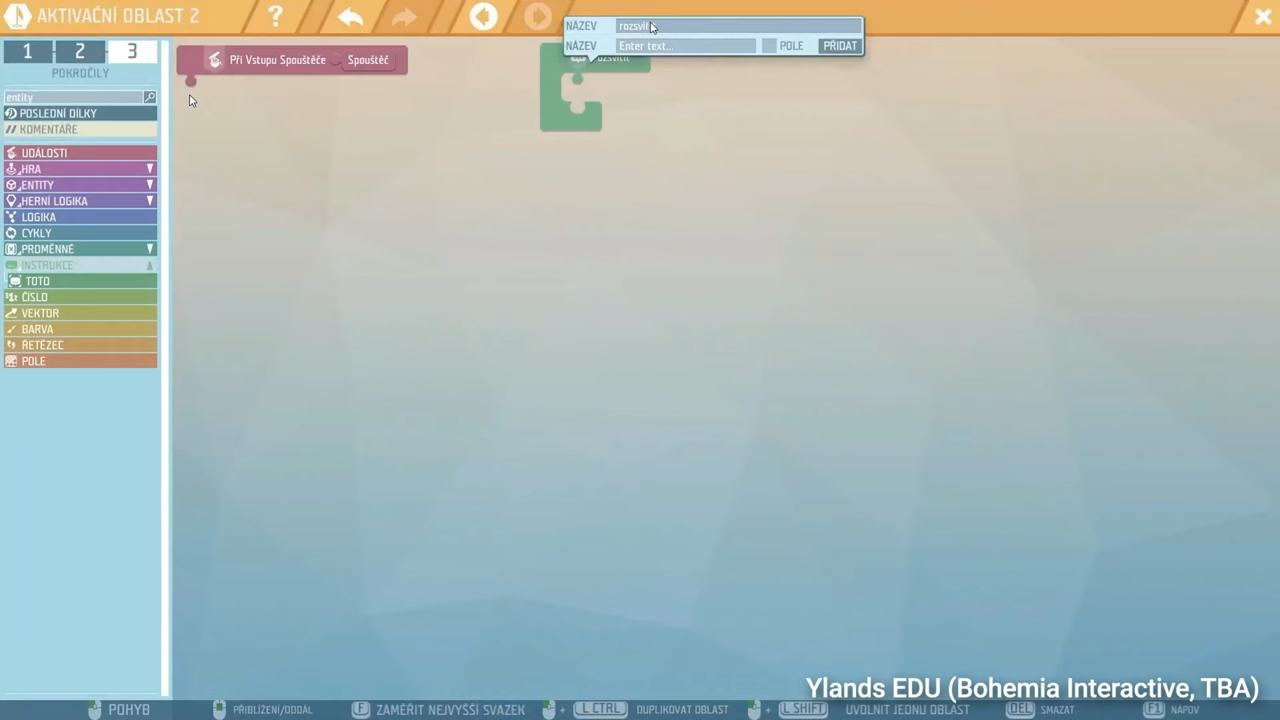 AKTIVAČNÍ OBLAST 2
?
NÁZEV rozsvítit
NÁZEV Enter text... POLE PŘIDAT
1 2 3
POKROČILÝ
entity
POSLEDNÍ DÍLKY
// KOMENTÁŘE
UDÁLOSTI
HRA
ENTITY
HERNÍ LOGIKA
LOGIKA
CYKLY
PROMĚNNÉ
INSTRUKCE
TOTO
ČÍSLO
VEKTOR
BARVA
ŘETĚZEC
POLE
Při Vstupu Spouštěče Spouštěč
rozsvítit
Ylands EDU (Bohemia Interactive, TBA)
POHYB PŘIBLÍŽENÍ/ODDÁL F ZAMĚŘIT NEJVYŠŠÍ SVAZEK + L CTRL DUPLIKOVAT OBLAST + L SHIFT UVOLNIT JEDNU OBLAST DEL SMAZAT F1 NÁPOV